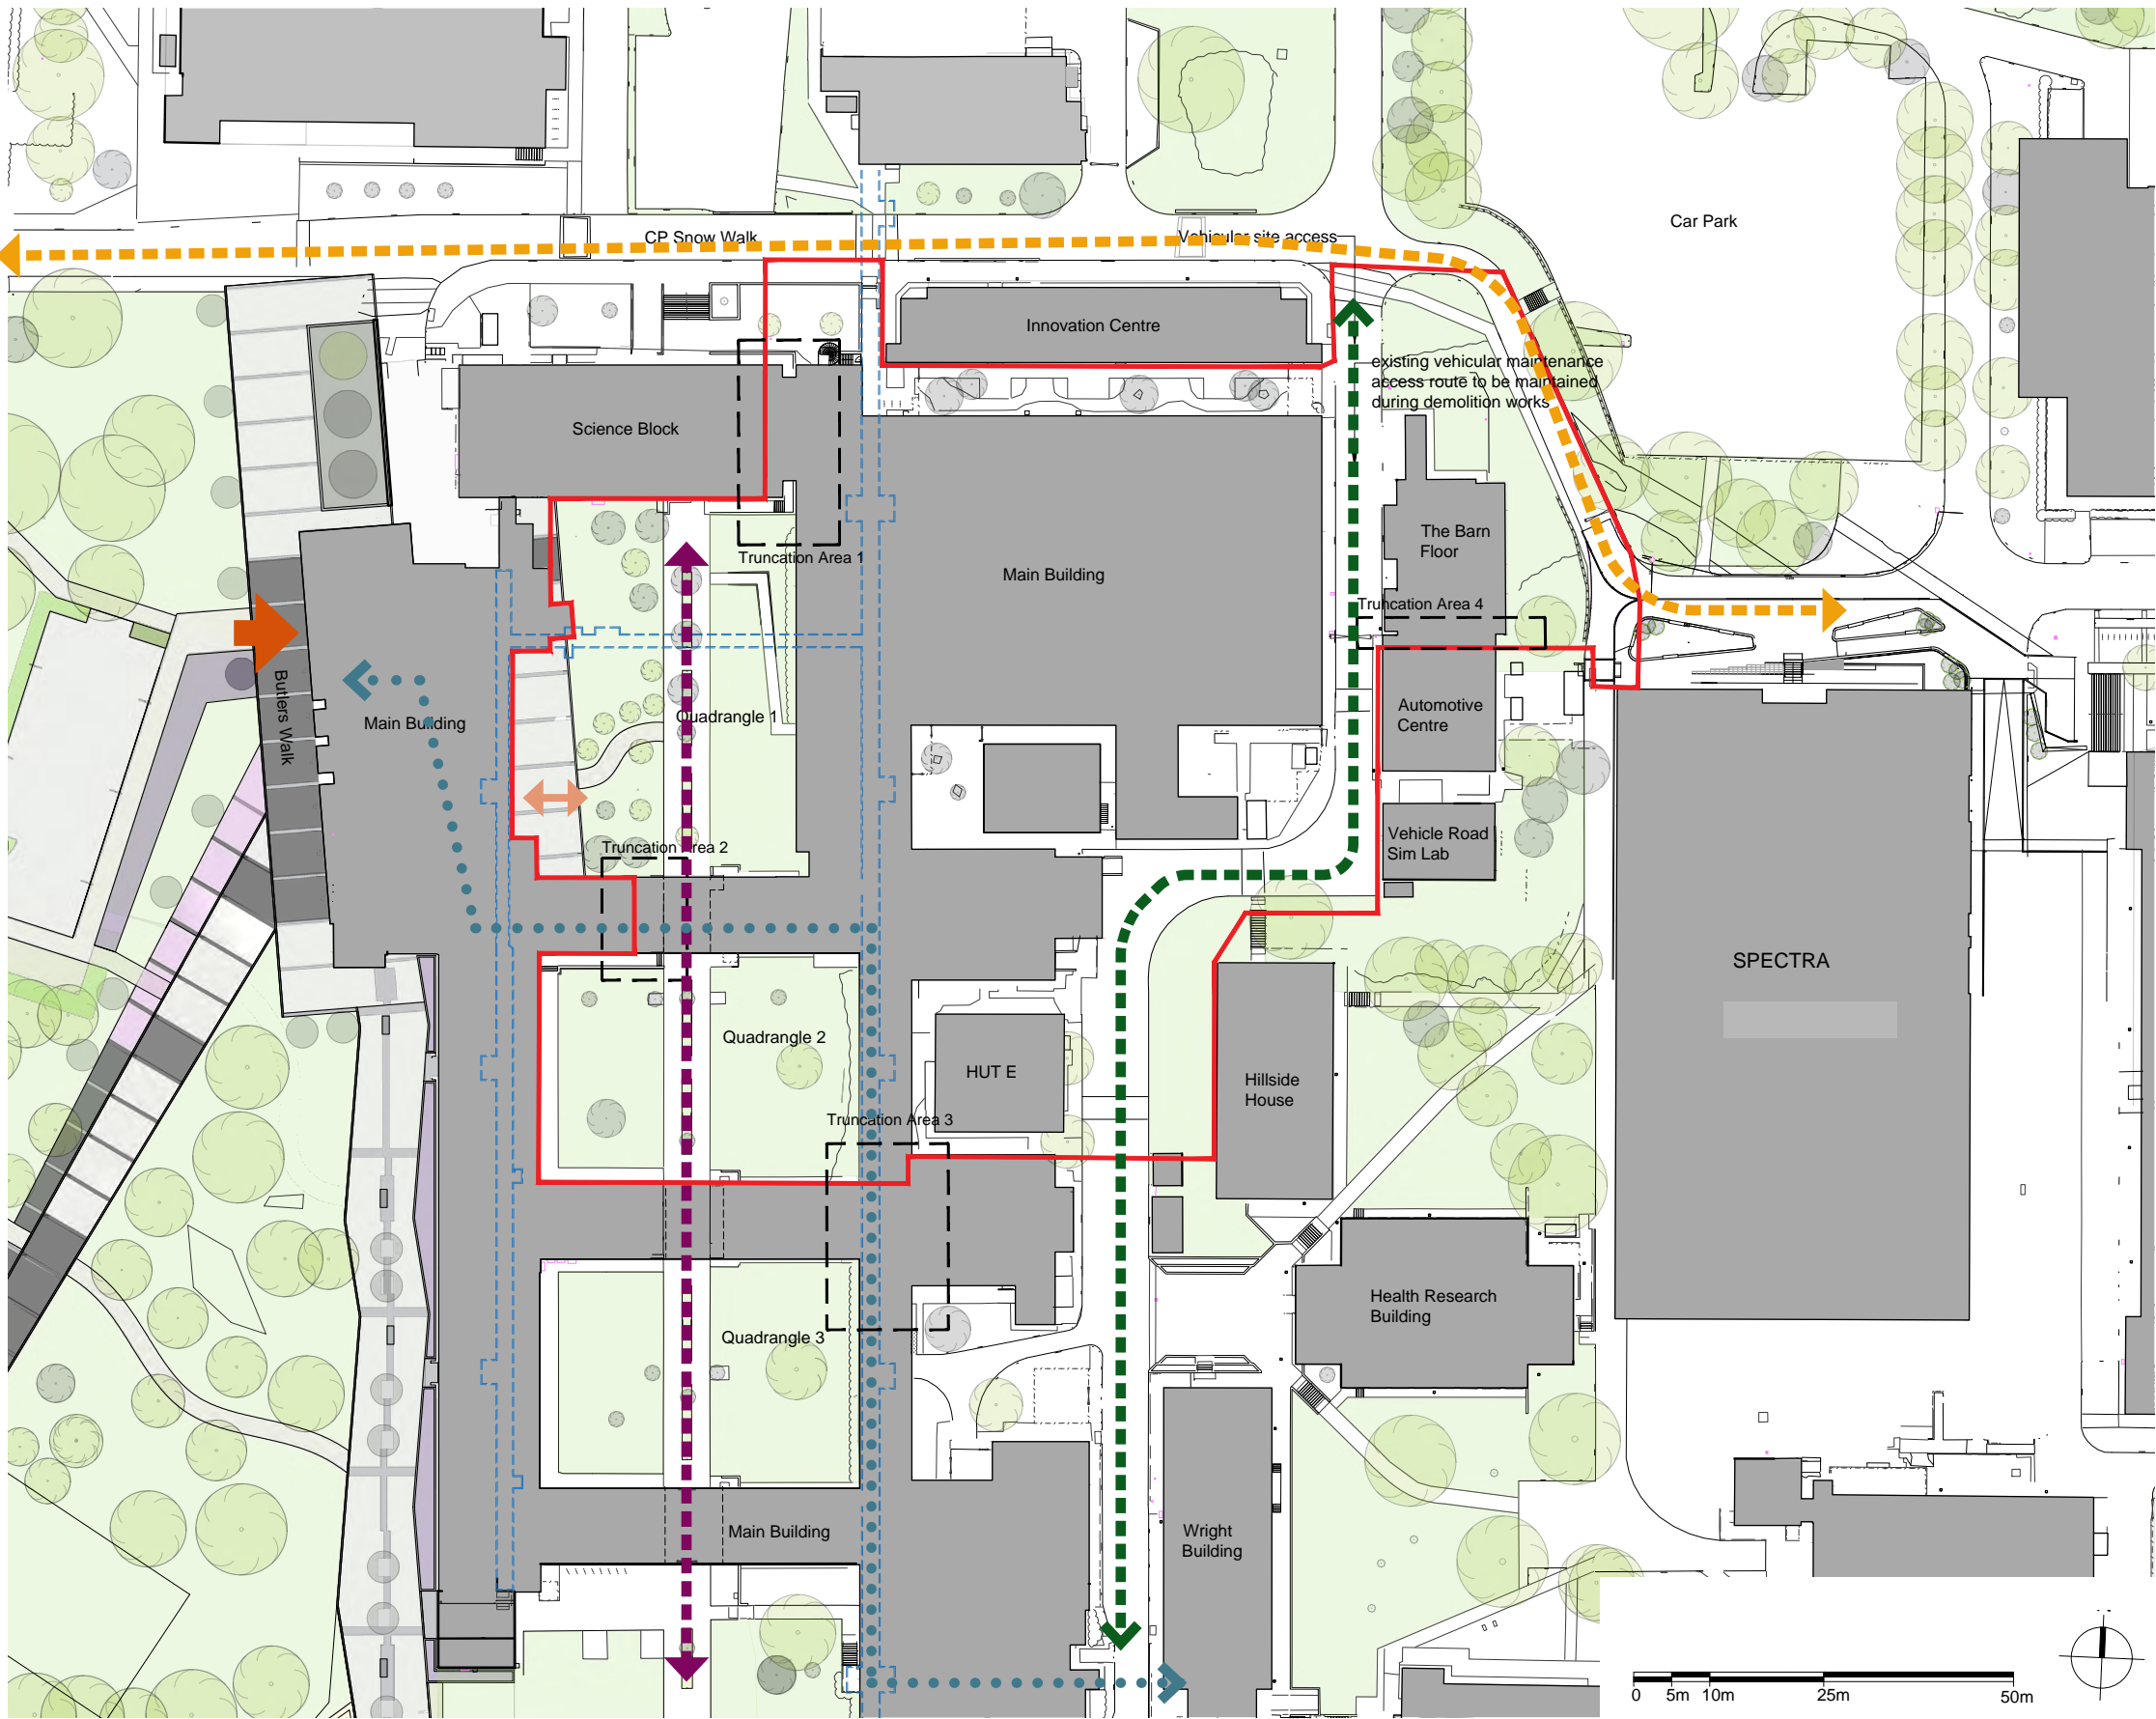 Car Park
CP Snow Walk
Vehicular site access
Innovation Centre
existing vehicular maintenance
access route to be maintained
during demolition works
Science Block
The Barn
Floor
Truncation Area 1
Main Building
Truncation Area 4
Butlers Walk
Main Building
Quadrangle 1
Automotive
Centre
Truncation Area 2
Vehicle Road
Sim Lab
SPECTRA
Quadrangle 2
HUT E
Hillside
House
Truncation Area 3
Health Research
Building
Quadrangle 3
Main Building
Wright
Building
0 5m 10m 25m 50m